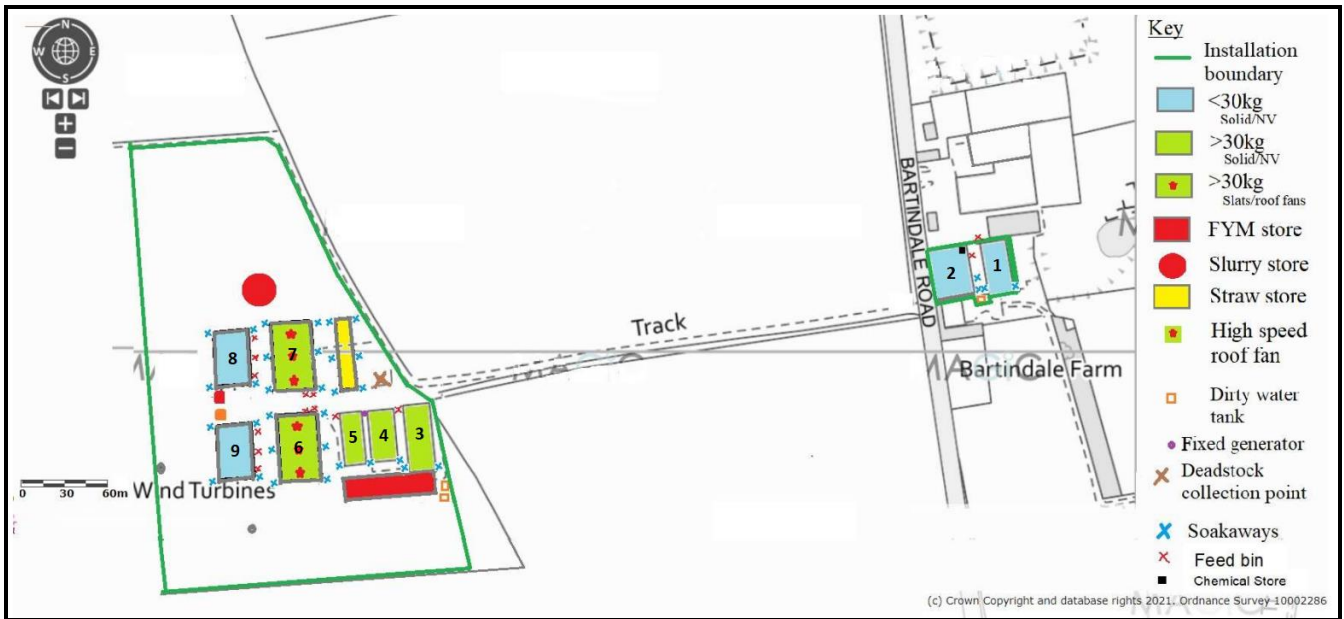 N
W E
S
Key
Installation
boundary
<30kg
Solid/NV
>30kg
Solid/NV
>30kg
Slats/roof fans
FYM store
Slurry store
Straw store
High speed
roof fan
Dirty water
tank
Fixed generator
Deadstock
collection point
Soakaways
Feed bin
Chemical Store
BARTINDALE ROAD
2
1
Track
Bartindale Farm
8
7
9
6
5
4
3
0 30 60m
Wind Turbines
(c) Crown Copyright and database rights 2021. Ordnance Survey 10002286